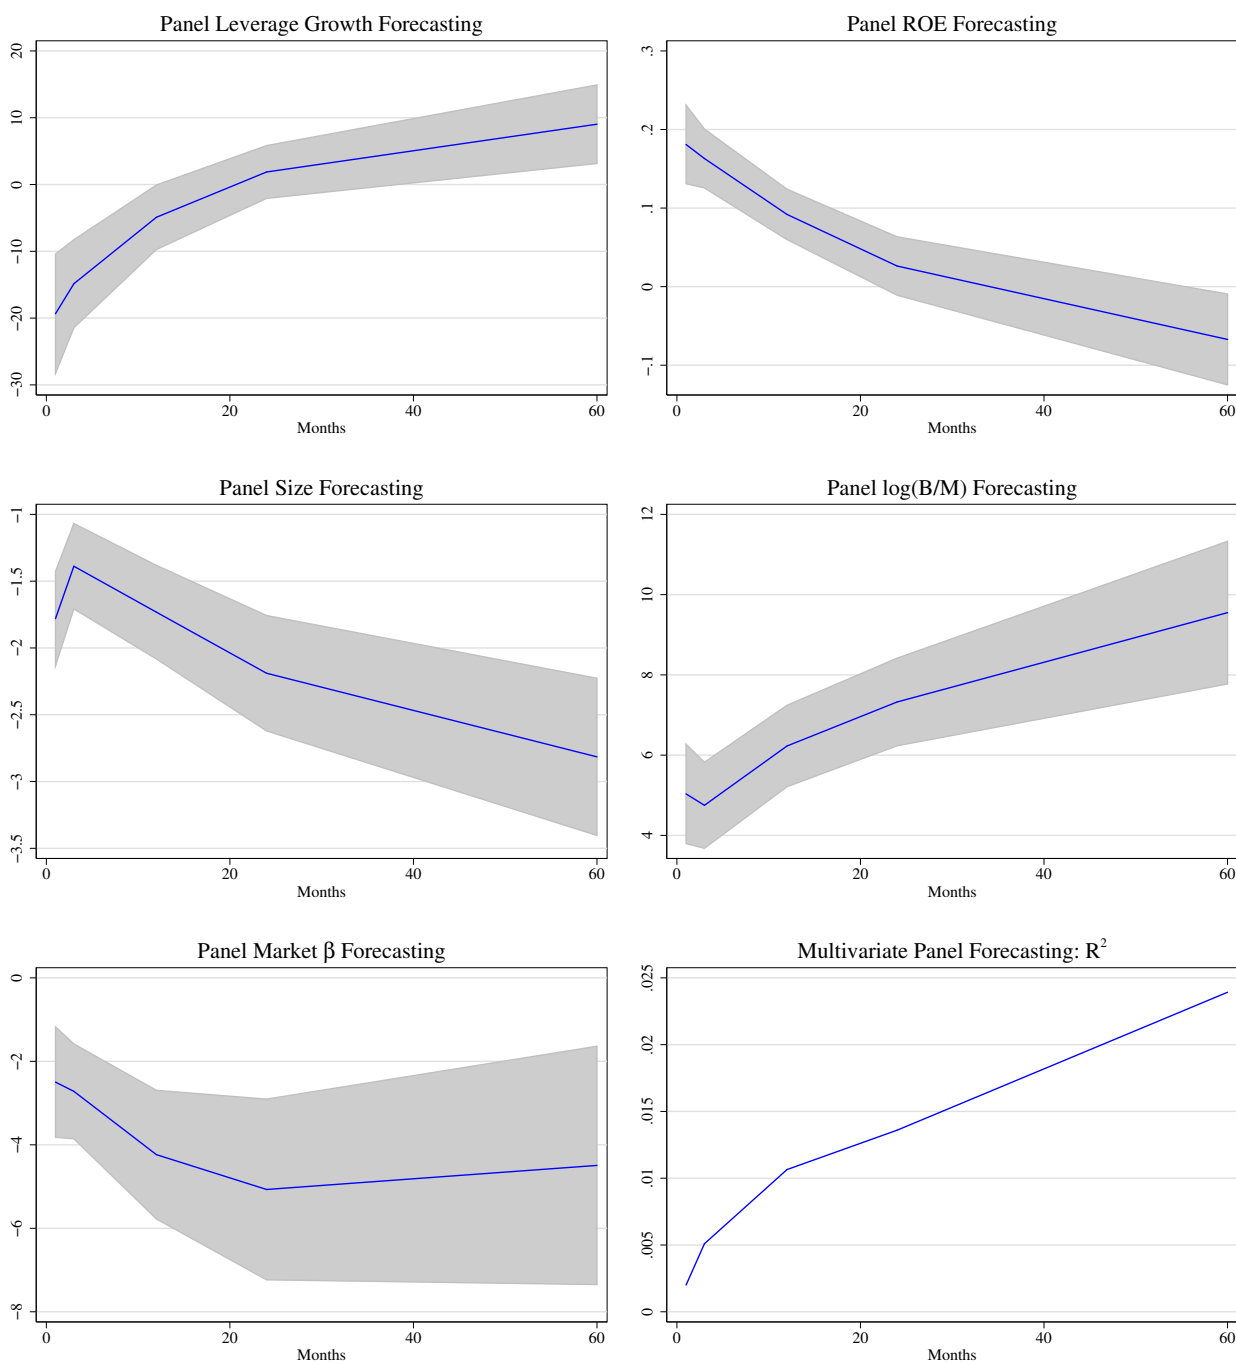 Panel Leverage Growth Forecasting
20
10
0
−10
−20
−30
0 20 40 60
Months
Panel ROE Forecasting
.3
.2
.1
0
−.1
0 20 40 60
Months
Panel Size Forecasting
−1
−1.5
−2
−2.5
−3
−3.5
0 20 40 60
Months
Panel log(B/M) Forecasting
12
10
8
6
4
0 20 40 60
Months
Panel Market β Forecasting
0
−2
−4
−6
−8
0 20 40 60
Months
Multivariate Panel Forecasting: R²
.025
.02
.015
.01
.005
0
0 20 40 60
Months